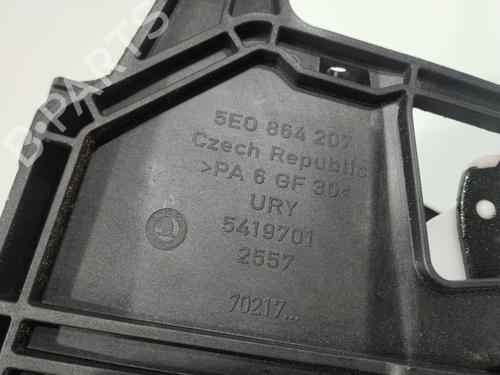 B-PARTS
5E0 864 207
Czech Republic
>PA 6 GF 30<
URY
5419701
2557
70217...